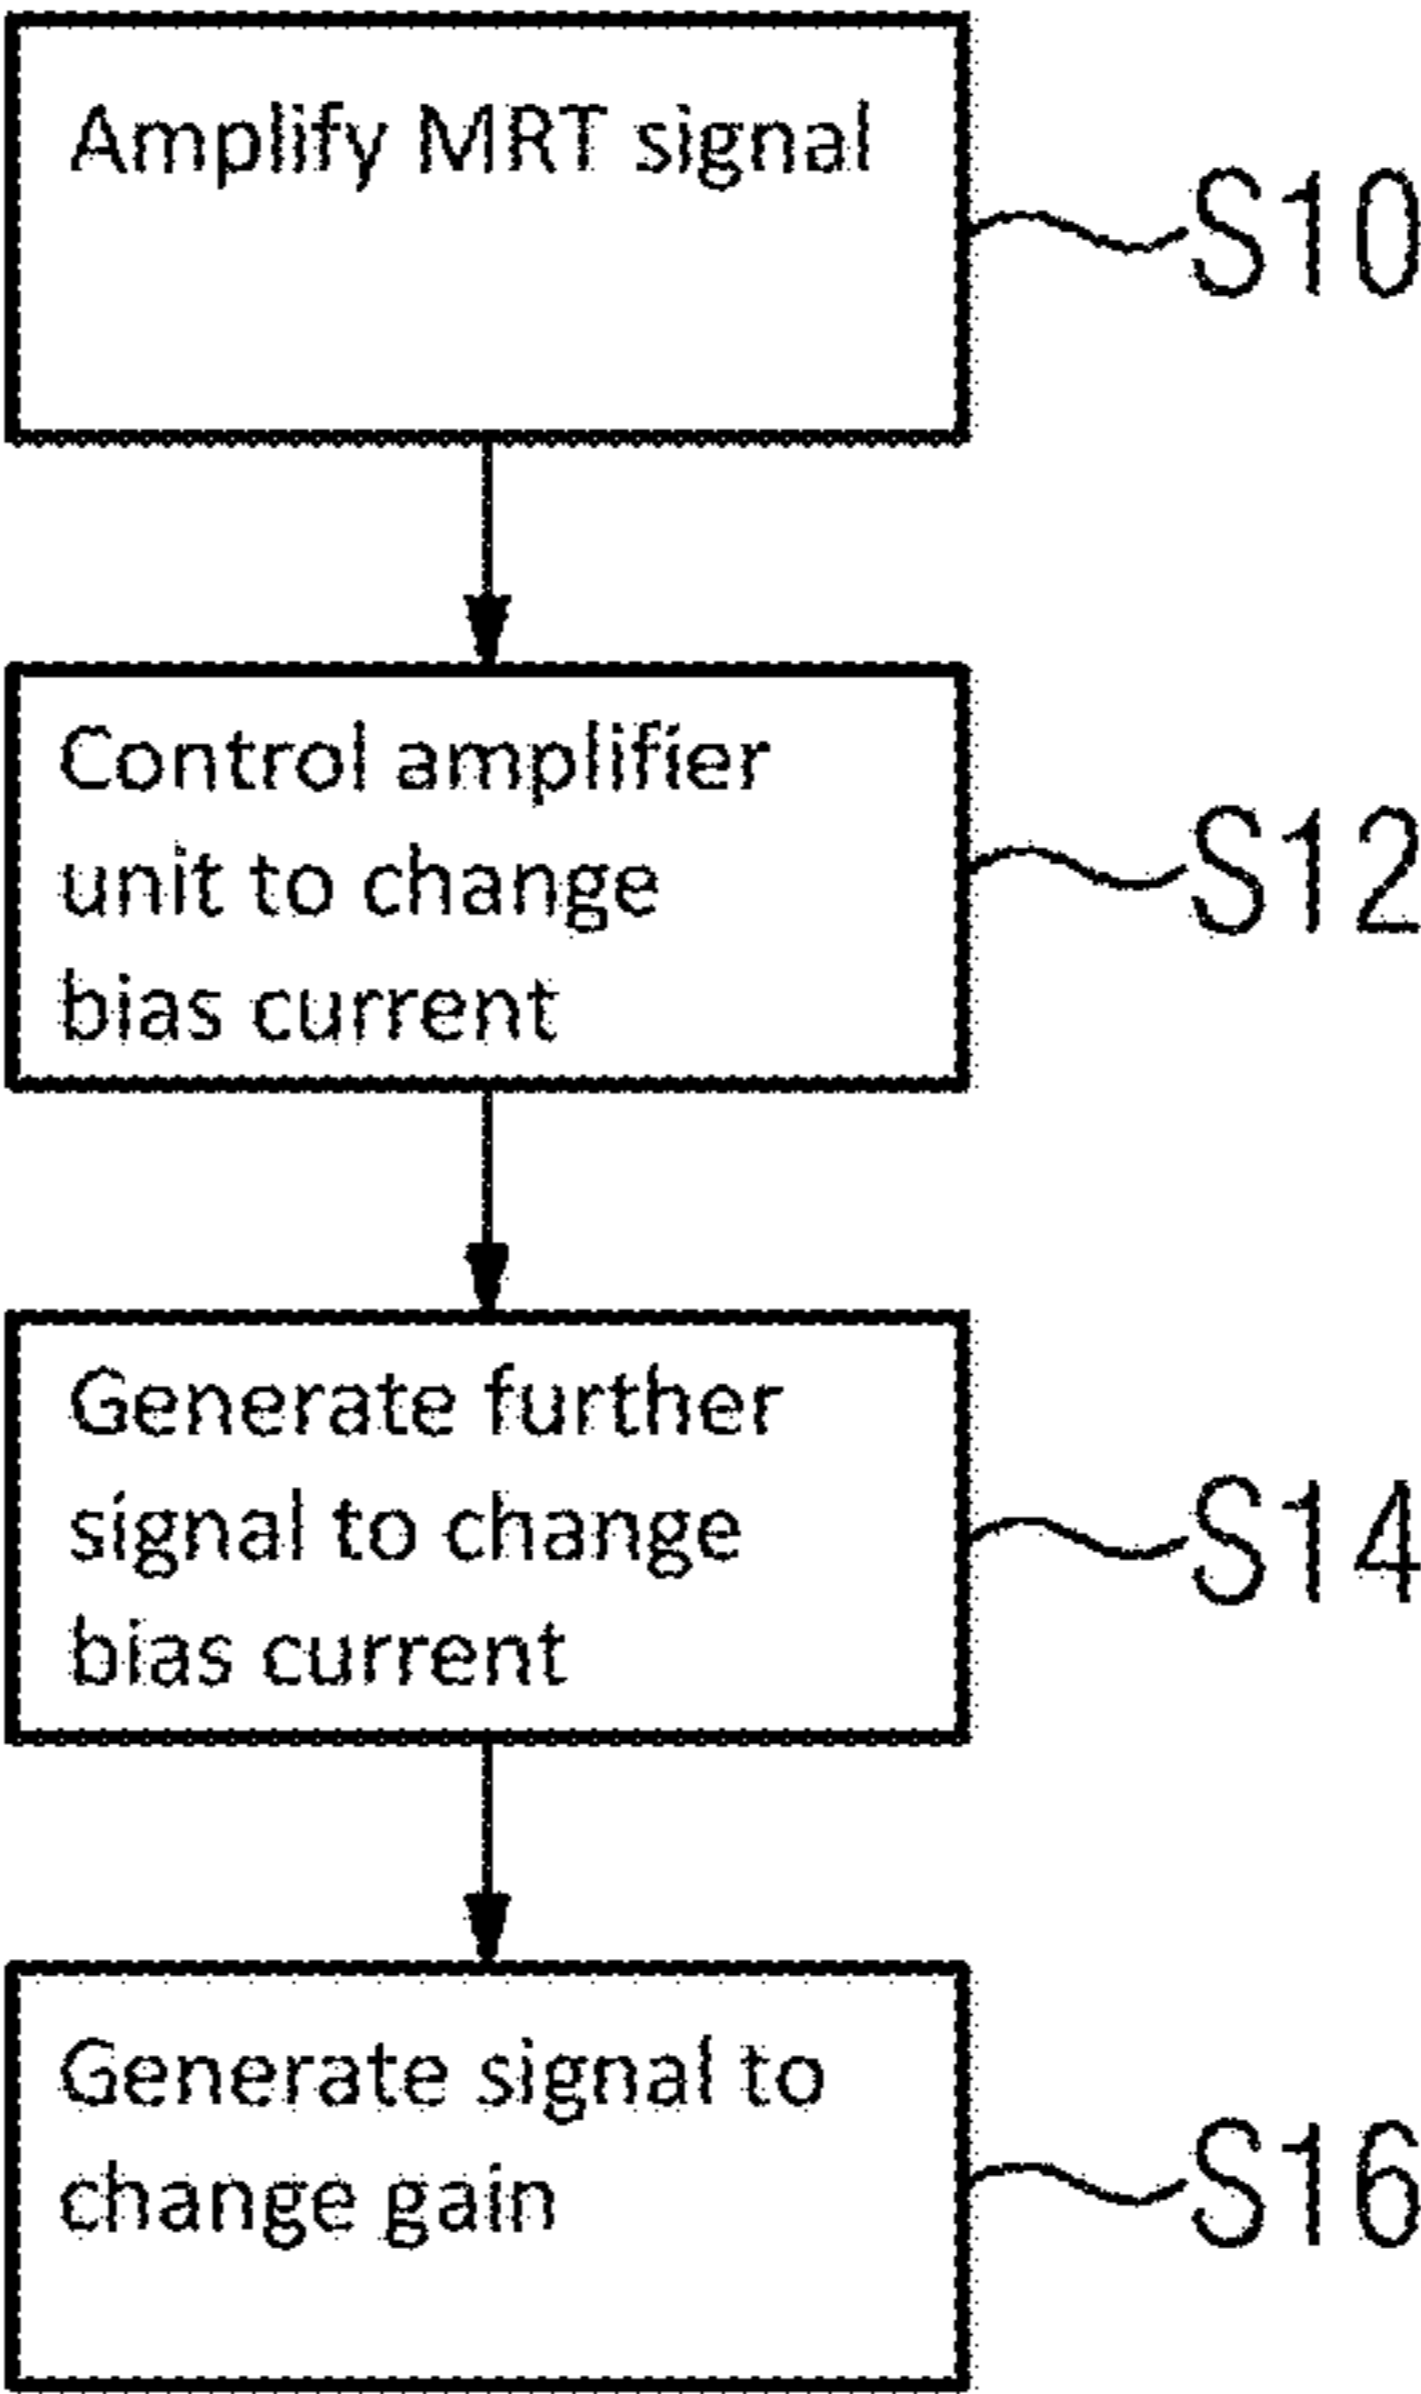 Amplify MRT signal
S10
Control amplifier
unit to change
bias current
S12
Generate further
signal to change
bias current
S14
Generate signal to
change gain
S16